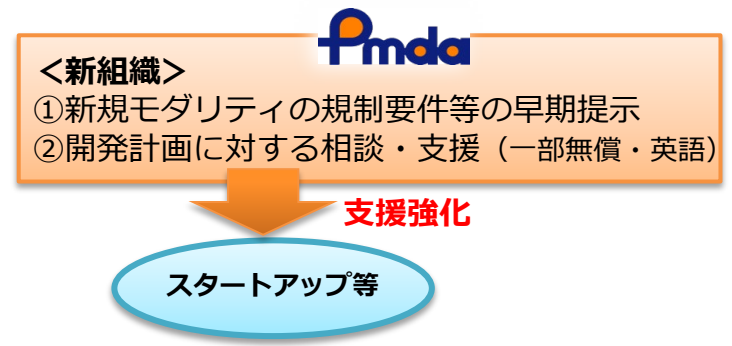 Pmda
＜新組織＞
①新規モダリティの規制要件等の早期提示
②開発計画に対する相談・支援（一部無償・英語）
支援強化
スタートアップ等